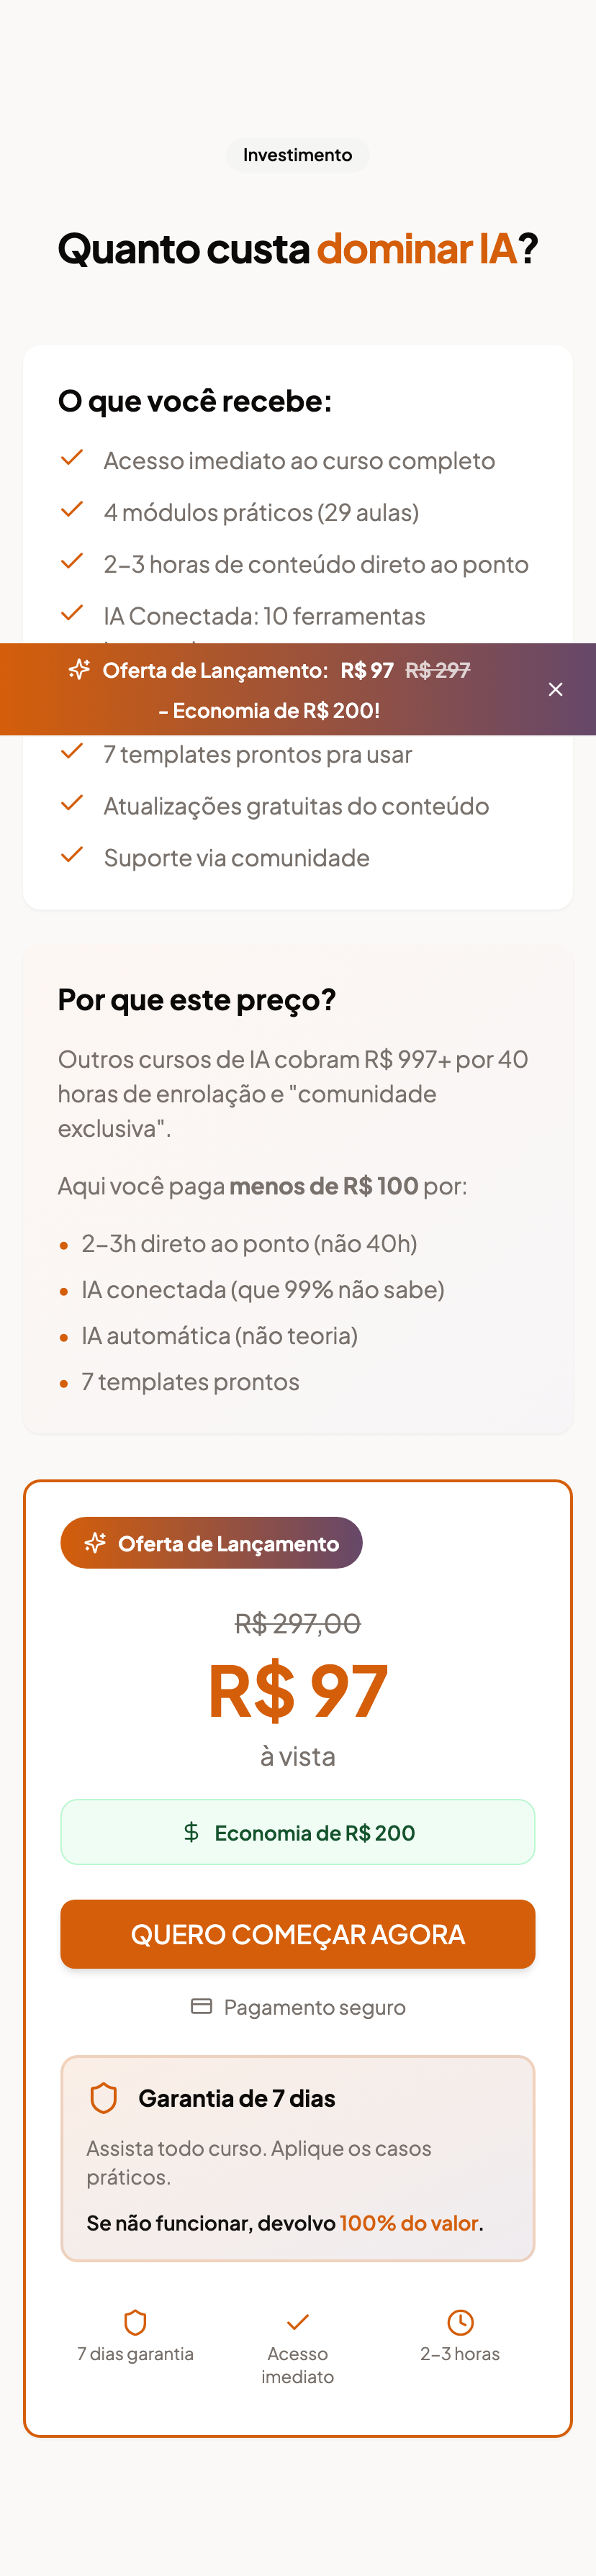 Investimento
Quanto custa dominar IA?
O que você recebe:
Acesso imediato ao curso completo
4 módulos práticos (29 aulas)
2-3 horas de conteúdo direto ao ponto
IA Conectada: 10 ferramentas
Oferta de Lançamento: R$ 97 R$ 297
- Economia de R$ 200!
7 templates prontos pra usar
Atualizações gratuitas do conteúdo
Suporte via comunidade
Por que este preço?
Outros cursos de IA cobram R$ 997+ por 40
horas de enrolação e "comunidade
exclusiva".
Aqui você paga menos de R$ 100 por:
• 2-3h direto ao ponto (não 40h)
• IA conectada (que 99% não sabe)
• IA automática (não teoria)
• 7 templates prontos
Oferta de Lançamento
R$ 297,00
R$ 97
à vista
Economia de R$ 200
QUERO COMEÇAR AGORA
Pagamento seguro
Garantia de 7 dias
Assista todo curso. Aplique os casos
práticos.
Se não funcionar, devolvo 100% do valor.
7 dias garantia
Acesso
imediato
2-3 horas